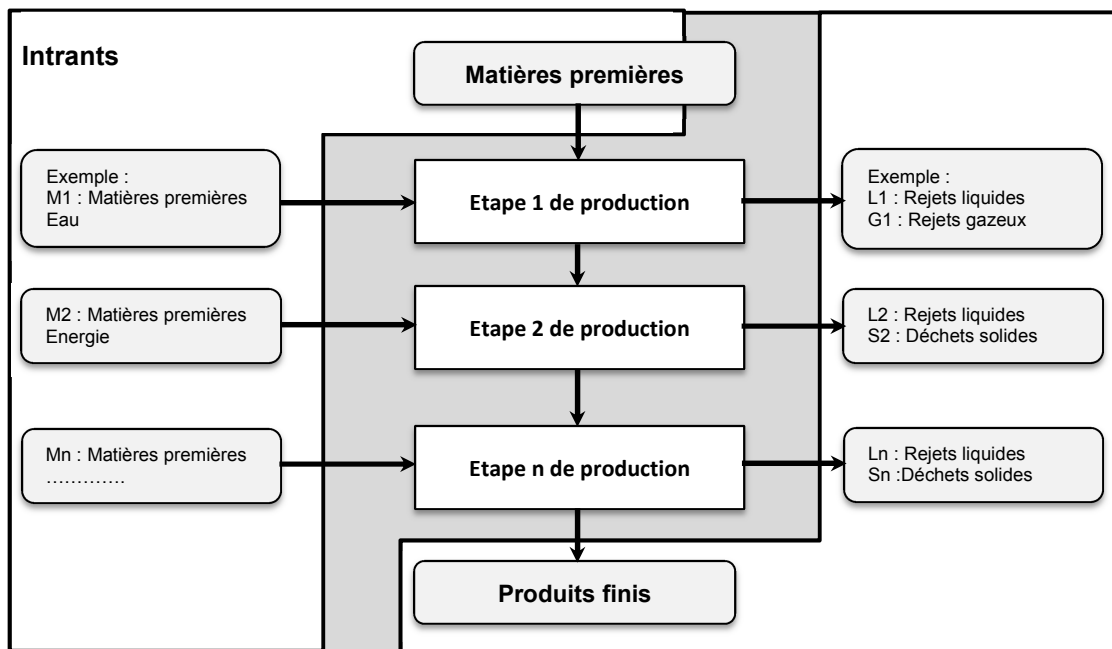 Intrants
Matières premières
Exemple :
M1 : Matières premières
Eau
Etape 1 de production
Exemple :
L1 : Rejets liquides
G1 : Rejets gazeux
M2 : Matières premières
Energie
Etape 2 de production
L2 : Rejets liquides
S2 : Déchets solides
Mn : Matières premières
………….
Etape n de production
Ln : Rejets liquides
Sn :Déchets solides
Produits finis